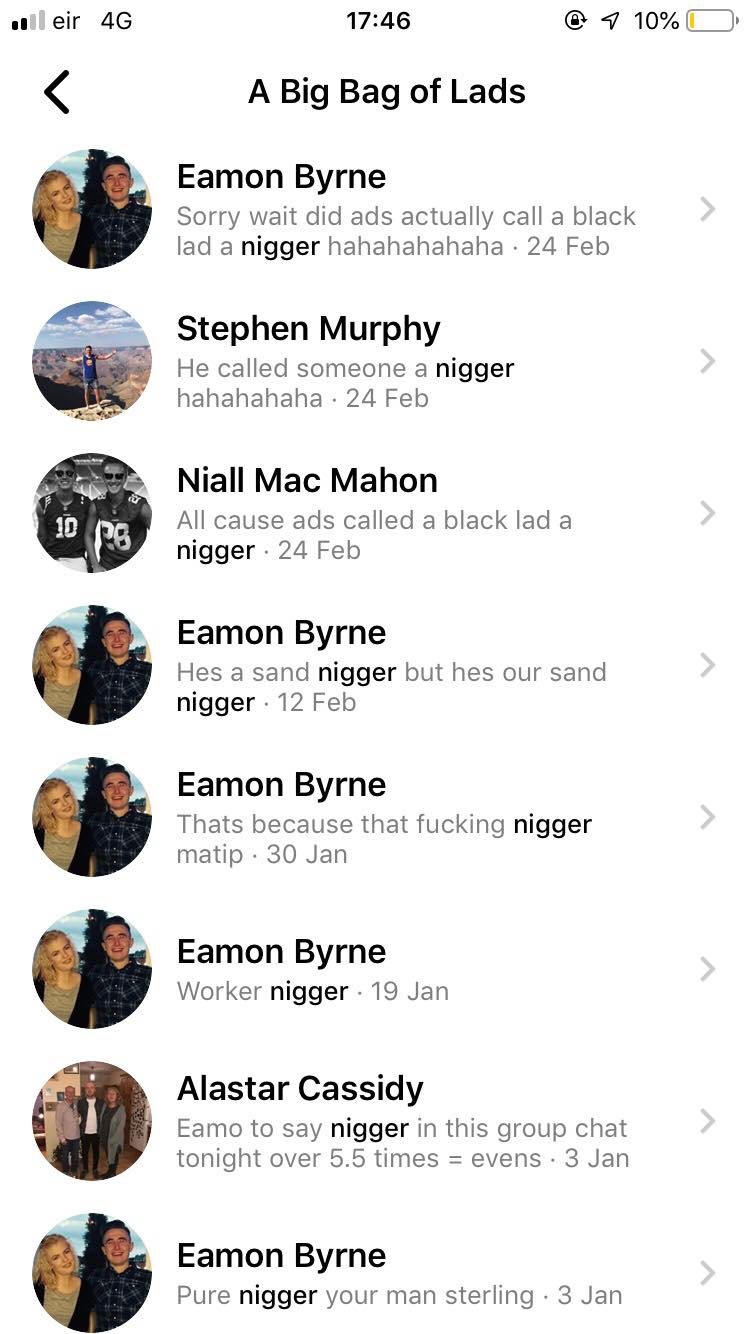 eir 4G 17:46 10%
A Big Bag of Lads
Eamon Byrne
Sorry wait did ads actually call a black
lad a nigger hahahahahaha · 24 Feb
Stephen Murphy
He called someone a nigger
hahahahaha · 24 Feb
Niall Mac Mahon
All cause ads called a black lad a
nigger · 24 Feb
Eamon Byrne
Hes a sand nigger but hes our sand
nigger · 12 Feb
Eamon Byrne
Thats because that fucking nigger
matip · 30 Jan
Eamon Byrne
Worker nigger · 19 Jan
Alastar Cassidy
Eamo to say nigger in this group chat
tonight over 5.5 times = evens · 3 Jan
Eamon Byrne
Pure nigger your man sterling · 3 Jan